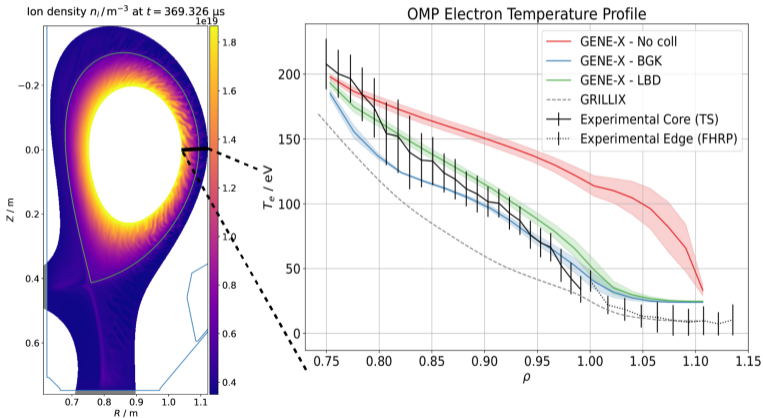 Ion density n_i/m⁻³ at t = 369.326 µs
1e19
1.8
1.6
1.4
1.2
1.0
0.8
0.6
0.4
−0.2
0.0
0.2
0.4
0.6
Z / m
0.7 0.8 0.9 1.0 1.1
R / m
OMP Electron Temperature Profile
GENE-X - No coll
GENE-X - BGK
GENE-X - LBD
GRILLIX
Experimental Core (TS)
Experimental Edge (FHRP)
200
150
100
50
0
T_e / eV
0.75 0.80 0.85 0.90 0.95 1.00 1.05 1.10 1.15
ρ